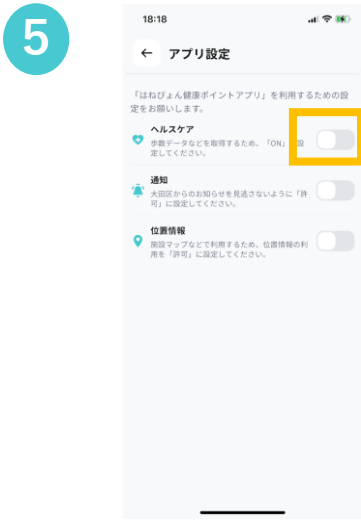 5
18:18
アプリ設定
「はねぴょん健康ポイントアプリ」を利用するための設
定をお願いします。
ヘルスケア
歩数データなどを取得するため、「ON」 設
定してください。
通知
大田区からのお知らせを見逃さないように「許
可」に設定してください。
位置情報
施設マップなどで利用するため、位置情報の利
用を「許可」に設定してください。